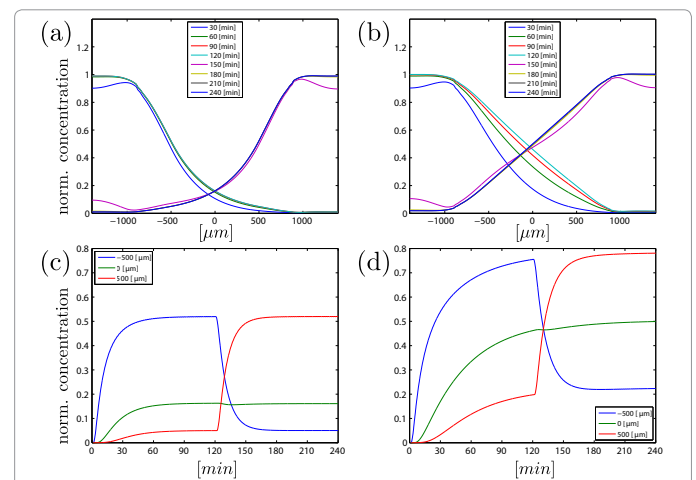 (a)
(b)
norm. concentration
1.2
1
0.8
0.6
0.4
0.2
0
30 [min]
60 [min]
90 [min]
120 [min]
150 [min]
180 [min]
210 [min]
240 [min]
−1000 −500 0 500 1000
[µm]
1.2
1
0.8
0.6
0.4
0.2
0
30 [min]
60 [min]
90 [min]
120 [min]
150 [min]
180 [min]
210 [min]
240 [min]
−1000 −500 0 500 1000
[µm]
(c)
(d)
norm. concentration
0.8
0.7
0.6
0.5
0.4
0.3
0.2
0.1
0
−500 [µm]
0 [µm]
500 [µm]
0 30 60 90 120 150 180 210 240
[min]
0.8
0.7
0.6
0.5
0.4
0.3
0.2
0.1
0
−500 [µm]
0 [µm]
500 [µm]
0 30 60 90 120 150 180 210 240
[min]